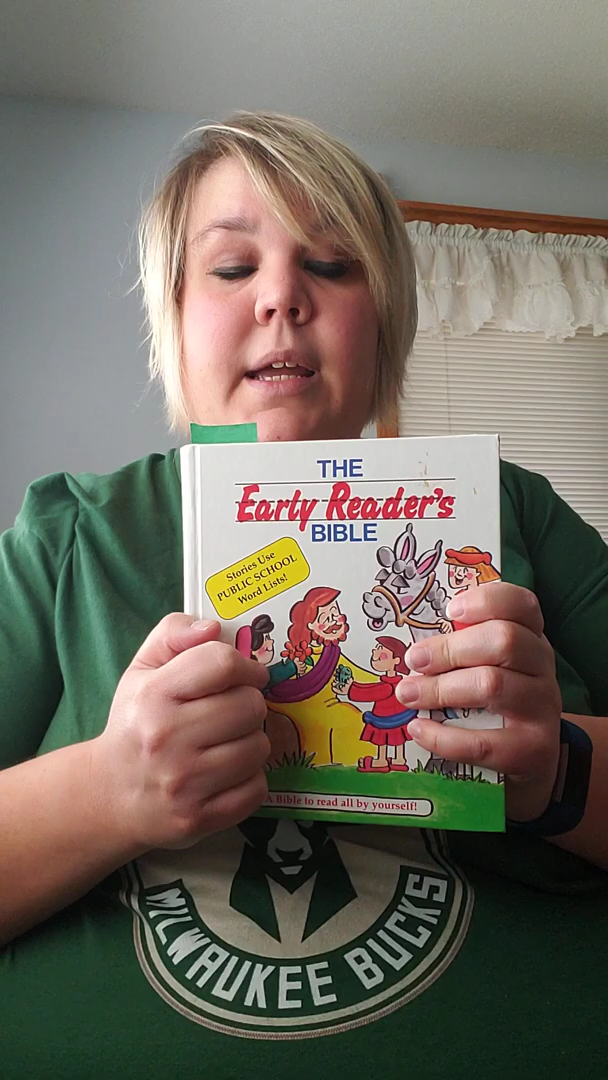 THE
Early Reader's
BIBLE
Stories Use
PUBLIC SCHOOL
Word Lists!
A Bible to read all by yourself!
MILWAUKEE BUCKS